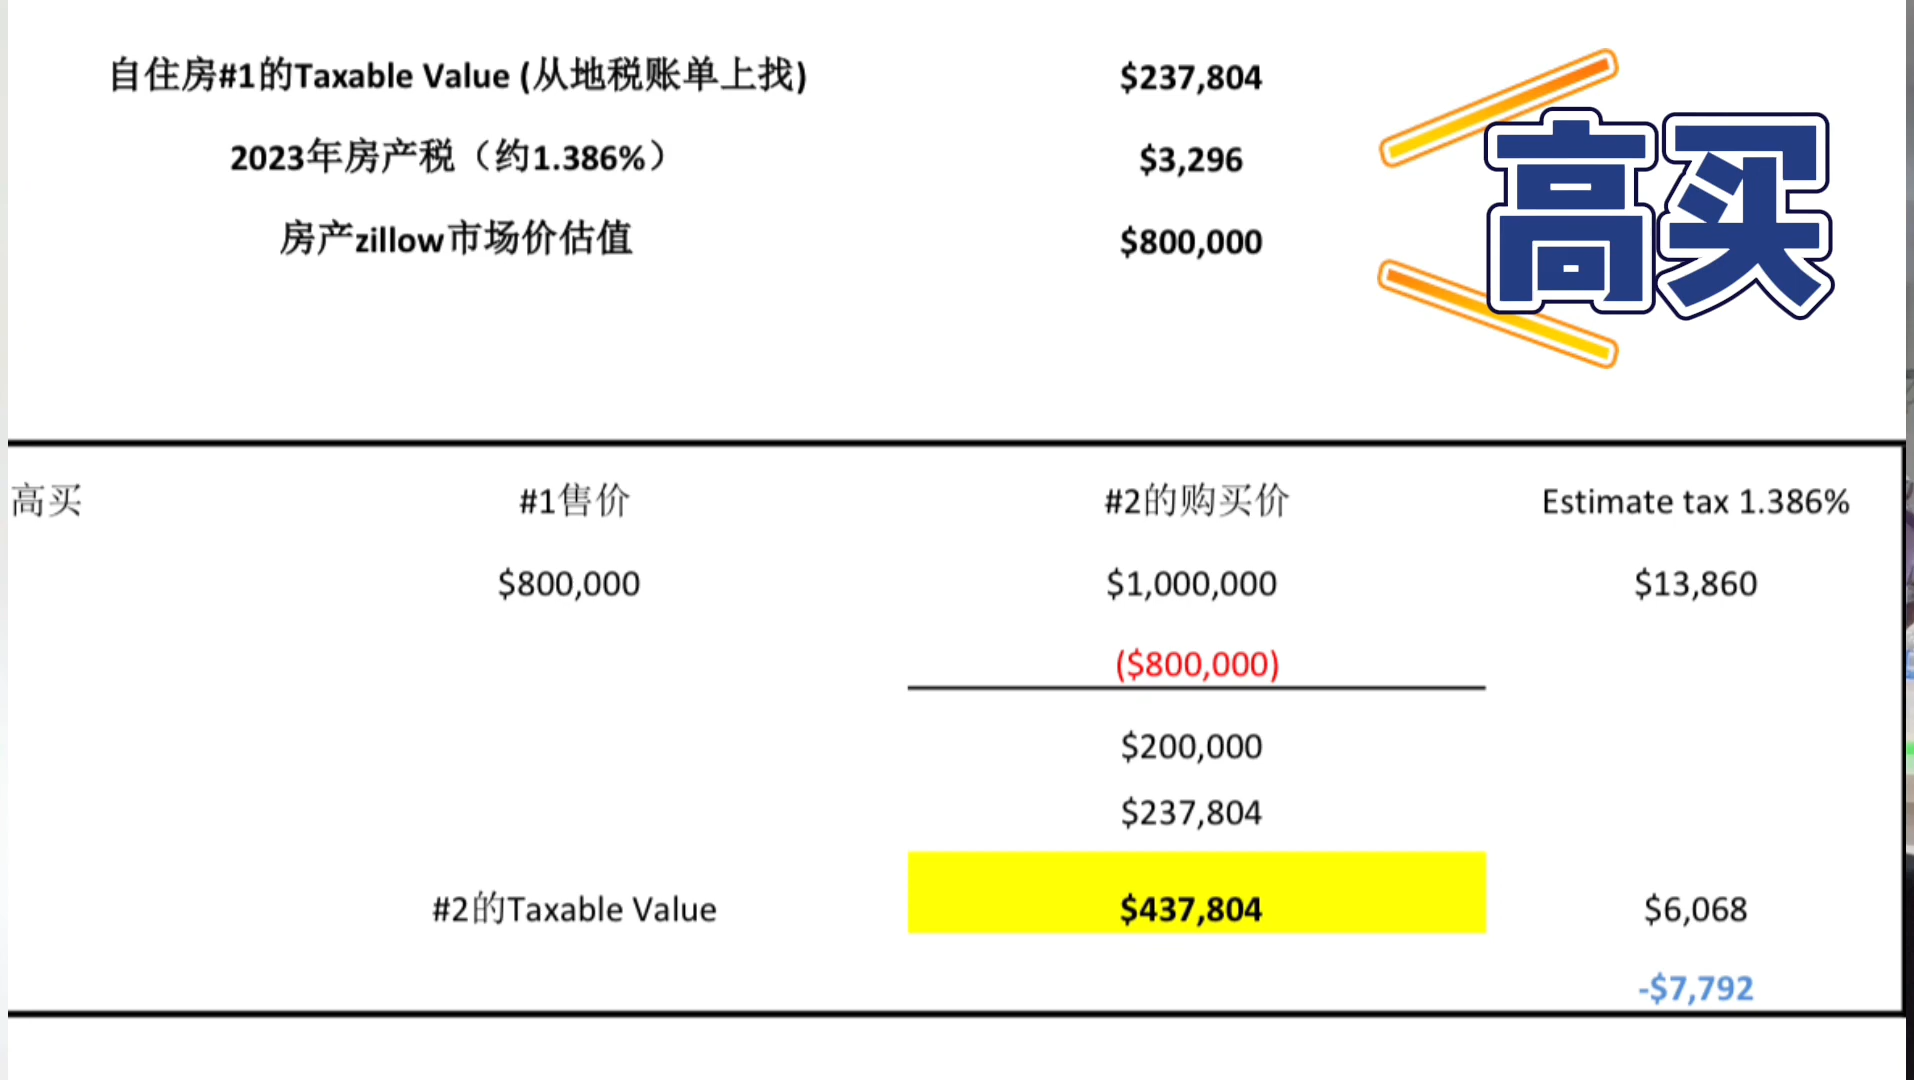 自住房#1的Taxable Value (从地税账单上找) $237,804
2023年房产税（约1.386%） $3,296
房产zillow市场价估值 $800,000
高买
高买 #1售价 #2的购买价 Estimate tax 1.386%
$800,000 $1,000,000 $13,860
($800,000)
$200,000
$237,804
#2的Taxable Value $437,804 $6,068
-$7,792